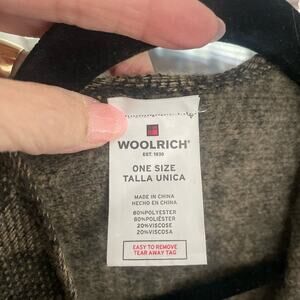 WOOLRICH®
EST. 1830
ONE SIZE
TALLA UNICA
MADE IN CHINA
HECHO EN CHINA
80%POLYESTER
80%POLIÉSTER
20%VISCOSE
20%VISCOSA
EASY TO REMOVE
TEAR AWAY TAG